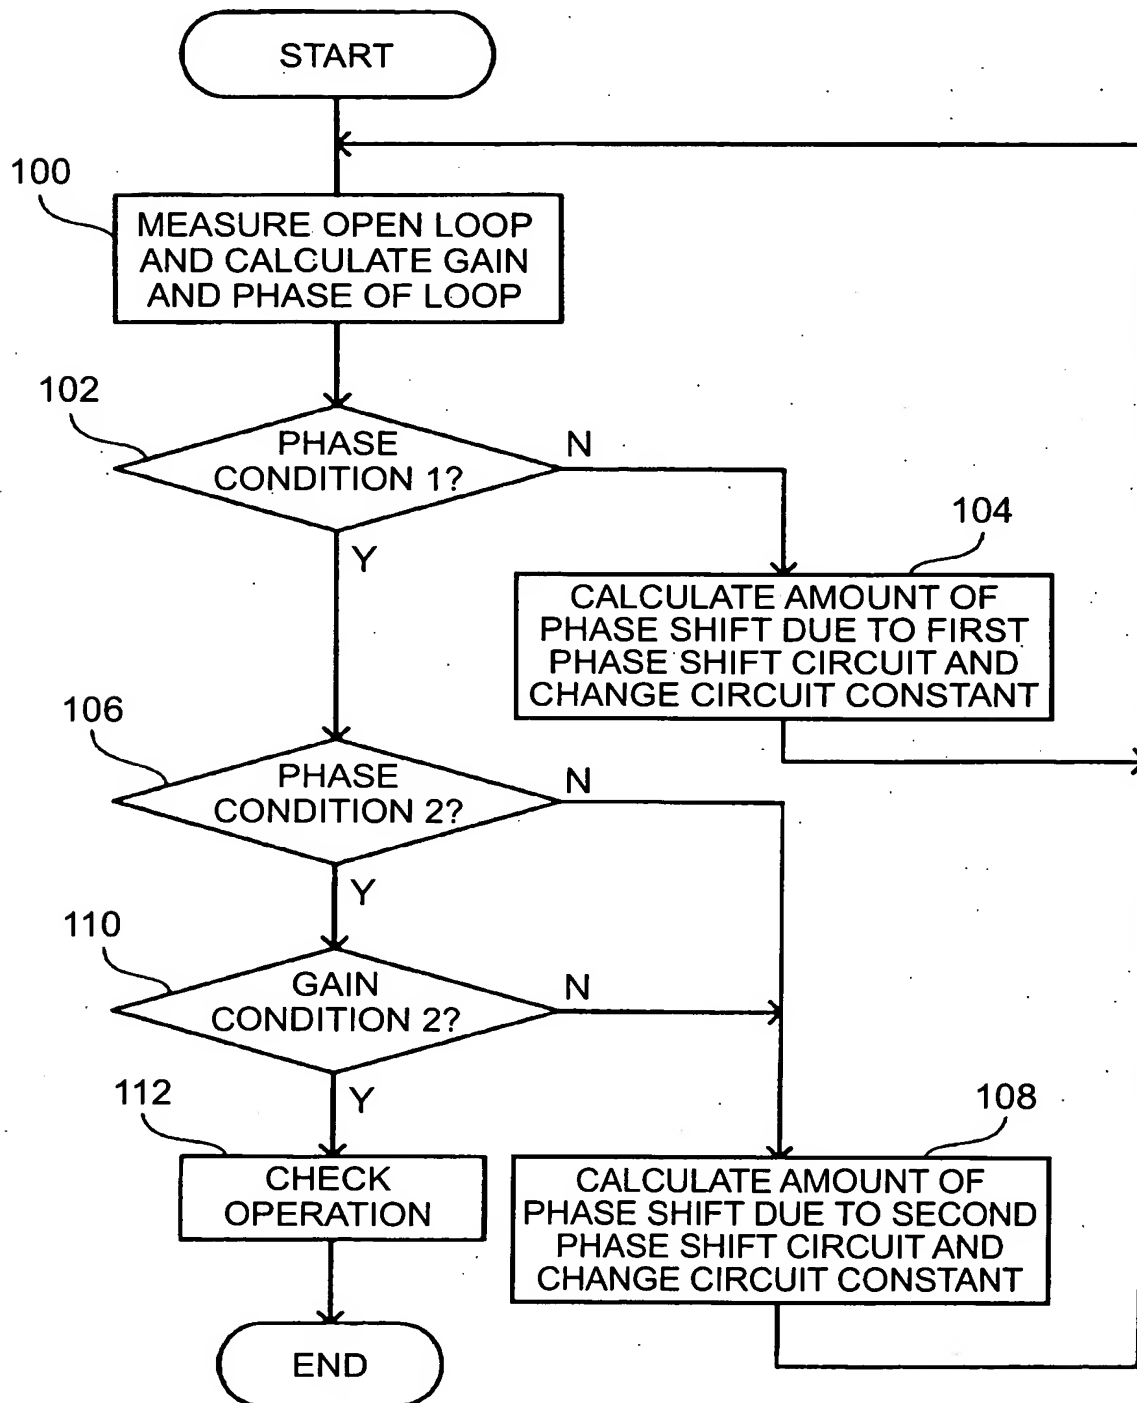 START
100
MEASURE OPEN LOOP
AND CALCULATE GAIN
AND PHASE OF LOOP
102
PHASE
CONDITION 1?
N
Y
104
CALCULATE AMOUNT OF
PHASE SHIFT DUE TO FIRST
PHASE SHIFT CIRCUIT AND
CHANGE CIRCUIT CONSTANT
106
PHASE
CONDITION 2?
N
Y
110
GAIN
CONDITION 2?
N
Y
112
CHECK
OPERATION
108
CALCULATE AMOUNT OF
PHASE SHIFT DUE TO SECOND
PHASE SHIFT CIRCUIT AND
CHANGE CIRCUIT CONSTANT
END